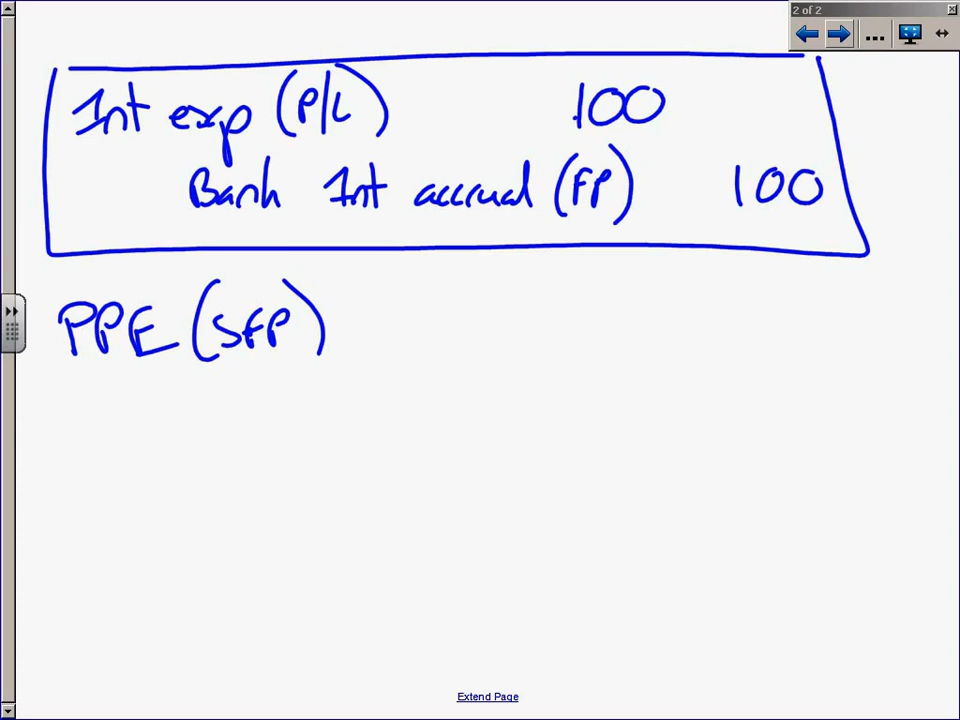 2 of 2
Int exp (P/L) 100
Bank Int accrual (FP) 100
PPE (SFP)
Extend Page